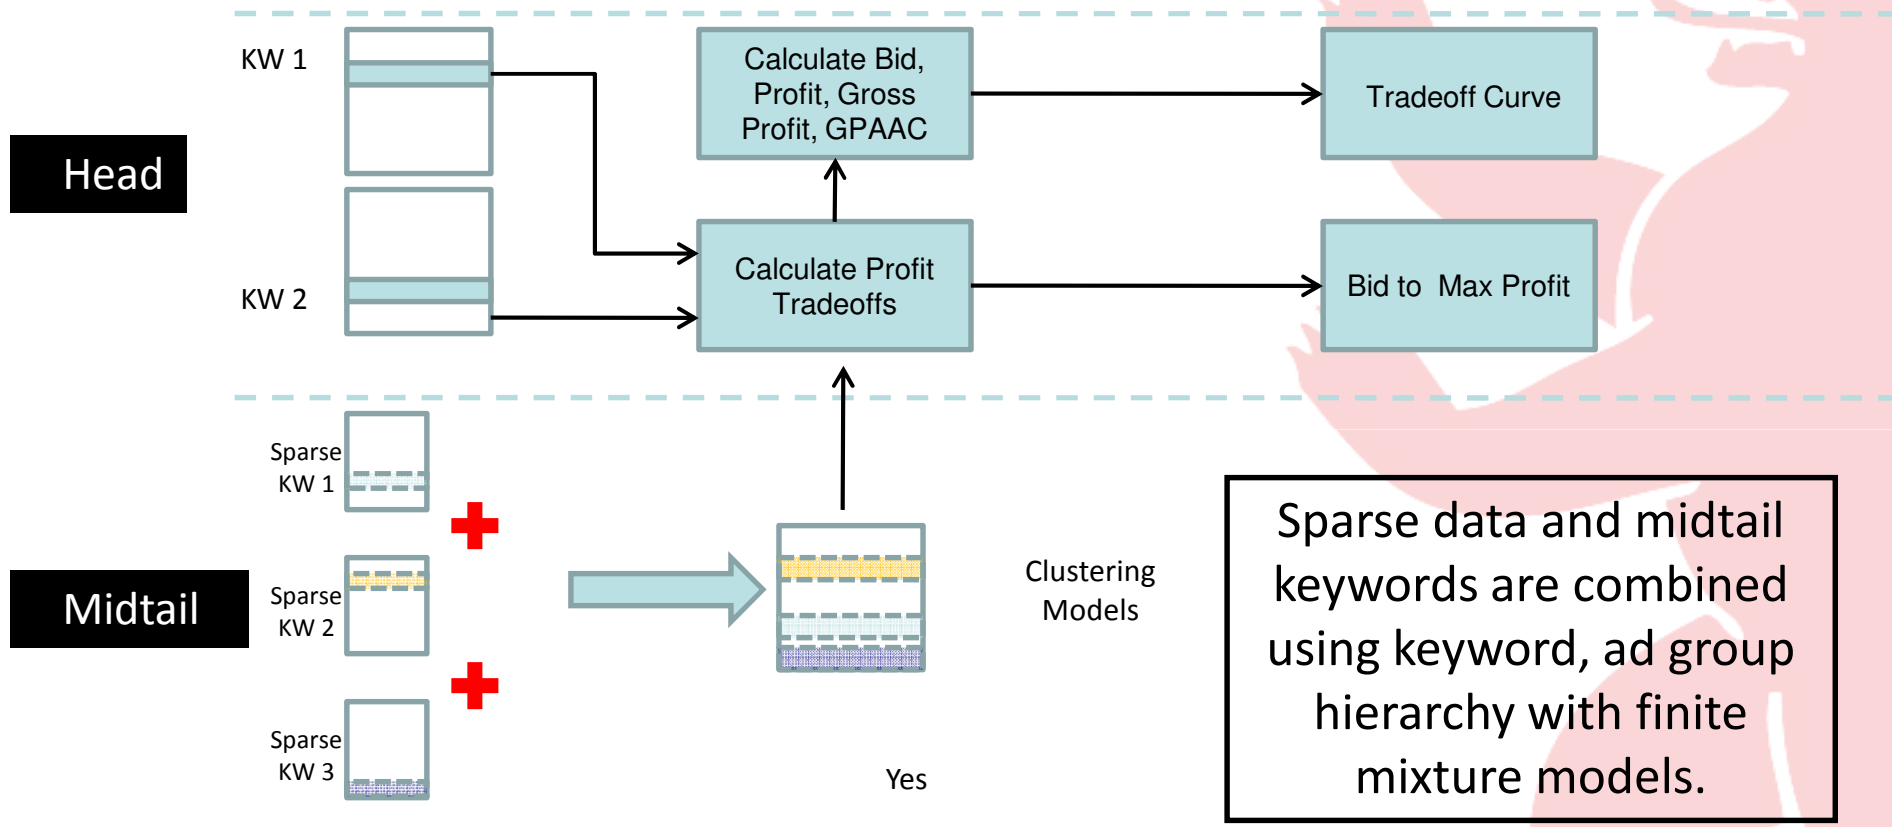 KW 1
Calculate Bid,
Profit, Gross
Profit, GPAAC
Tradeoff Curve
Head
KW 2
Calculate Profit
Tradeoffs
Bid to Max Profit
Sparse
KW 1
Midtail
Sparse
KW 2
Sparse
KW 3
Clustering
Models
Yes
Sparse data and midtail
keywords are combined
using keyword, ad group
hierarchy with finite
mixture models.